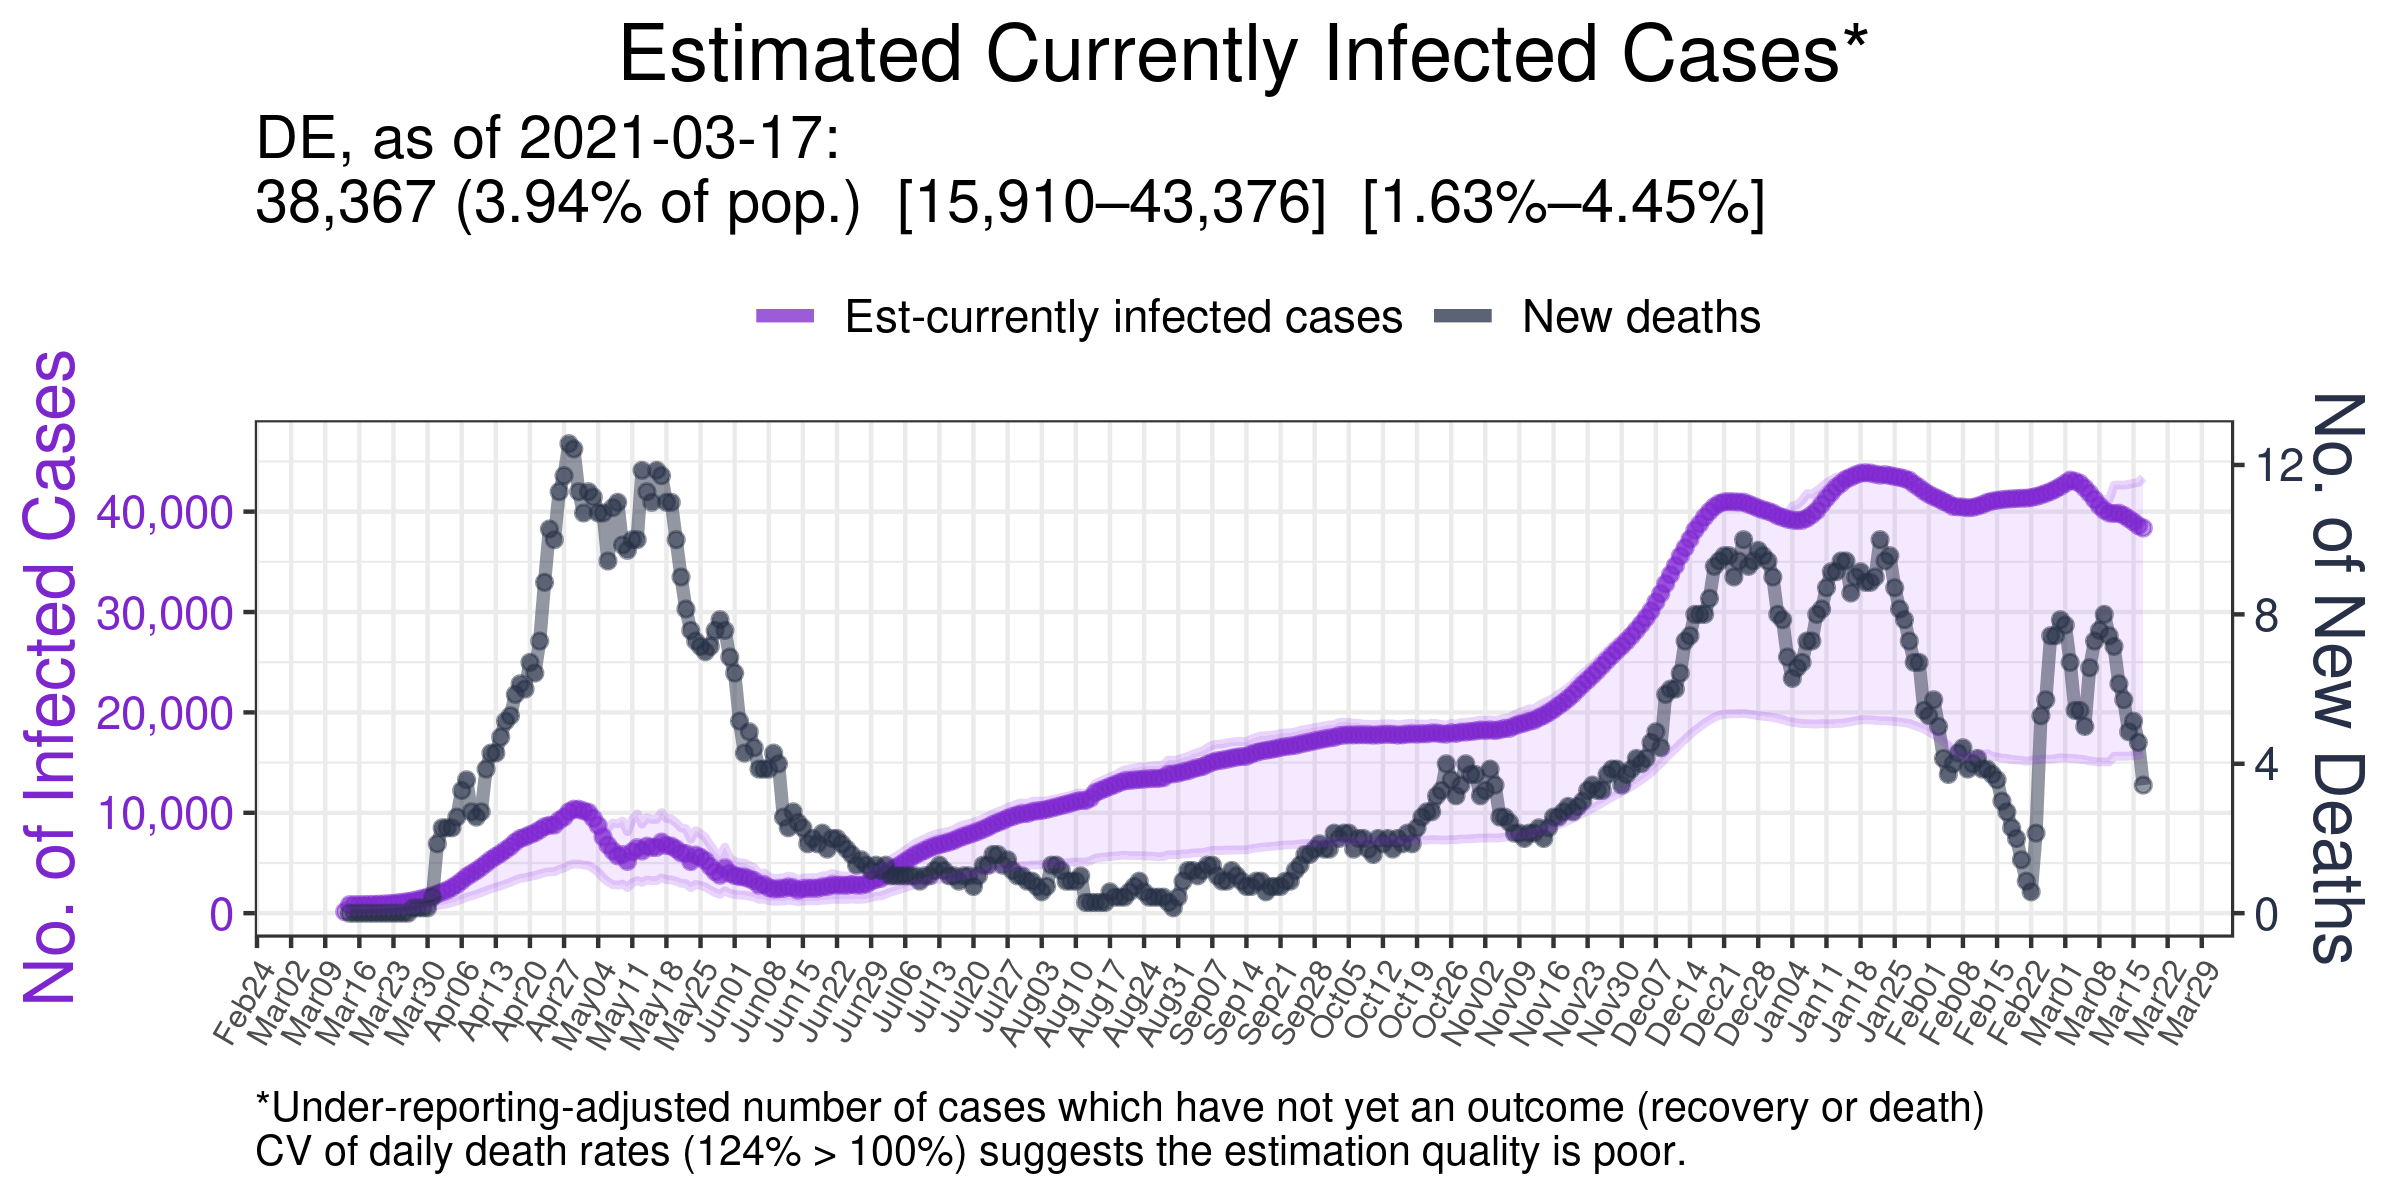 Estimated Currently Infected Cases*
DE, as of 2021-03-17:
38,367 (3.94% of pop.)  [15,910–43,376]  [1.63%–4.45%]
Est-currently infected cases
New deaths
No. of Infected Cases
40,000
30,000
20,000
10,000
0
12
8
4
0
No. of New Deaths
Feb24
Mar02
Mar09
Mar16
Mar23
Mar30
Apr06
Apr13
Apr20
Apr27
May04
May11
May18
May25
Jun01
Jun08
Jun15
Jun22
Jun29
Jul06
Jul13
Jul20
Jul27
Aug03
Aug10
Aug17
Aug24
Aug31
Sep07
Sep14
Sep21
Sep28
Oct05
Oct12
Oct19
Oct26
Nov02
Nov09
Nov16
Nov23
Nov30
Dec07
Dec14
Dec21
Dec28
Jan04
Jan11
Jan18
Jan25
Feb01
Feb08
Feb15
Feb22
Mar01
Mar08
Mar15
Mar22
Mar29
*Under-reporting-adjusted number of cases which have not yet an outcome (recovery or death)
CV of daily death rates (124% > 100%) suggests the estimation quality is poor.